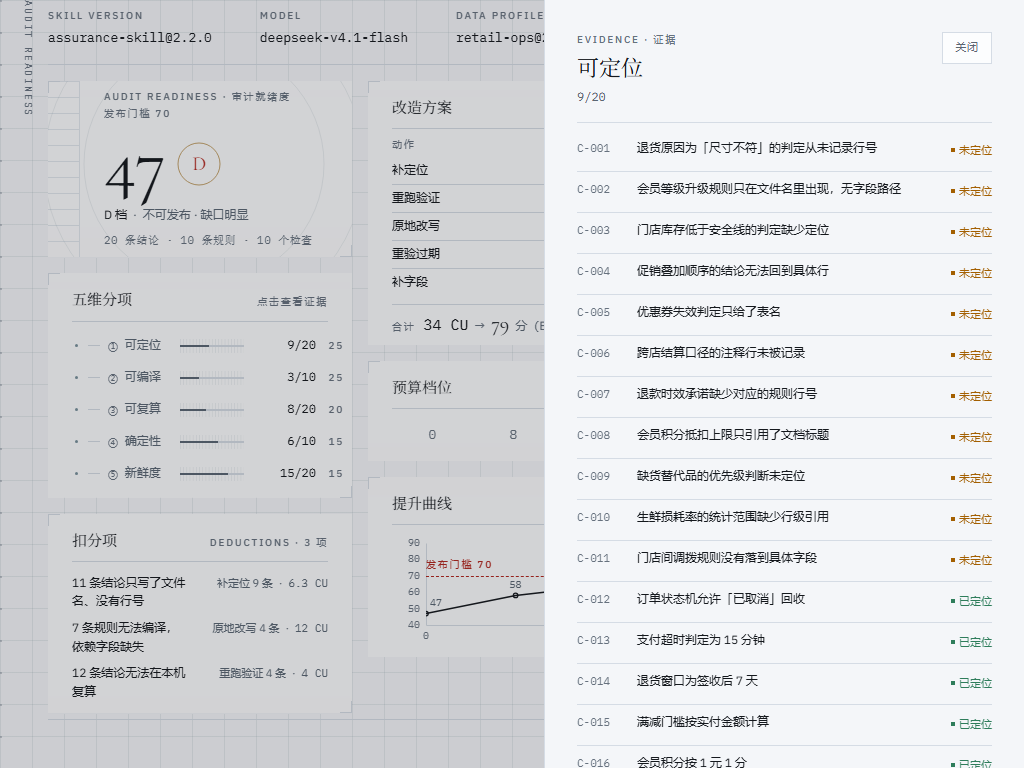 AUDIT READINESS
SKILL VERSION
assurance-skill@2.2.0
MODEL
deepseek-v4.1-flash
DATA PROFILE
retail-ops@2
AUDIT READINESS · 审计就绪度
发布门槛 70
47
D
D 档 · 不可发布 · 缺口明显
20 条结论 · 10 条规则 · 10 个检查
五维分项
点击查看证据
① 可定位 9/20 25
② 可编译 3/10 25
③ 可复算 8/20 20
④ 确定性 6/10 15
⑤ 新鲜度 15/20 15
扣分项
DEDUCTIONS · 3 项
11 条结论只写了文件名、没有行号
补定位 9 条 · 6.3 CU
7 条规则无法编译，依赖字段缺失
原地改写 4 条 · 12 CU
12 条结论无法在本机复算
重跑验证 4 条 · 4 CU
改造方案
动作
补定位
重跑验证
原地改写
重验过期
补字段
合计 34 CU → 79 分
预算档位
0 8
提升曲线
90
80
70
60
50
40
发布门槛 70
47
58
0
EVIDENCE · 证据
可定位
9/20
关闭
C-001 退货原因为「尺寸不符」的判定从未记录行号 未定位
C-002 会员等级升级规则只在文件名里出现，无字段路径 未定位
C-003 门店库存低于安全线的判定缺少定位 未定位
C-004 促销叠加顺序的结论无法回到具体行 未定位
C-005 优惠券失效判定只给了表名 未定位
C-006 跨店结算口径的注释行未被记录 未定位
C-007 退款时效承诺缺少对应的规则行号 未定位
C-008 会员积分抵扣上限只引用了文档标题 未定位
C-009 缺货替代品的优先级判断未定位 未定位
C-010 生鲜损耗率的统计范围缺少行级引用 未定位
C-011 门店间调拨规则没有落到具体字段 未定位
C-012 订单状态机允许「已取消」回收 已定位
C-013 支付超时判定为 15 分钟 已定位
C-014 退货窗口为签收后 7 天 已定位
C-015 满减门槛按实付金额计算 已定位
C-016 会员积分按 1 元 1 分 已定位